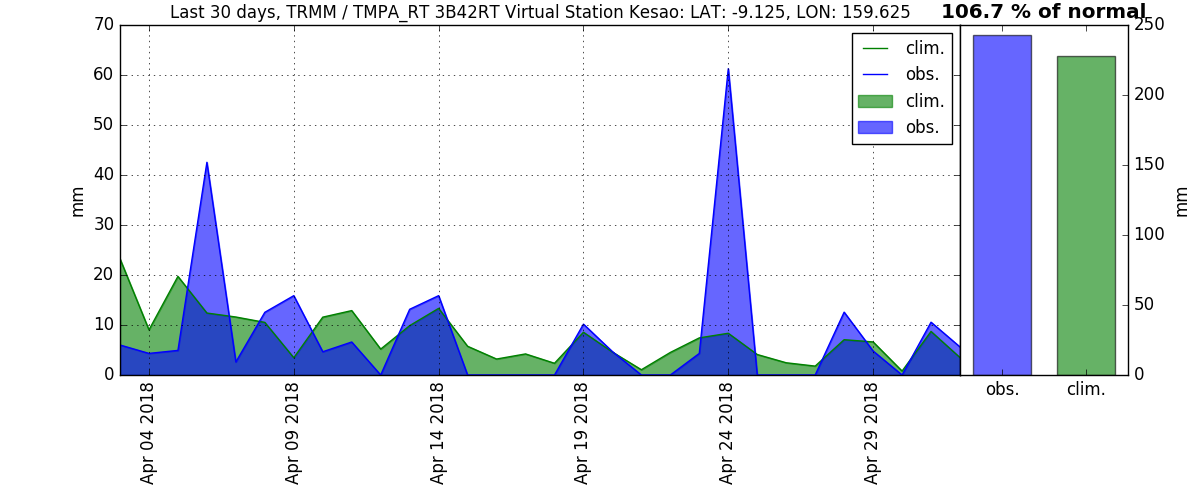 Last 30 days, TRMM / TMPA_RT 3B42RT Virtual Station Kesao: LAT: -9.125, LON: 159.625
106.7 % of normal
70
60
50
40
30
20
10
0
mm
clim.
obs.
clim.
obs.
Apr 04 2018
Apr 09 2018
Apr 14 2018
Apr 19 2018
Apr 24 2018
Apr 29 2018
250
200
150
100
50
0
mm
obs.
clim.